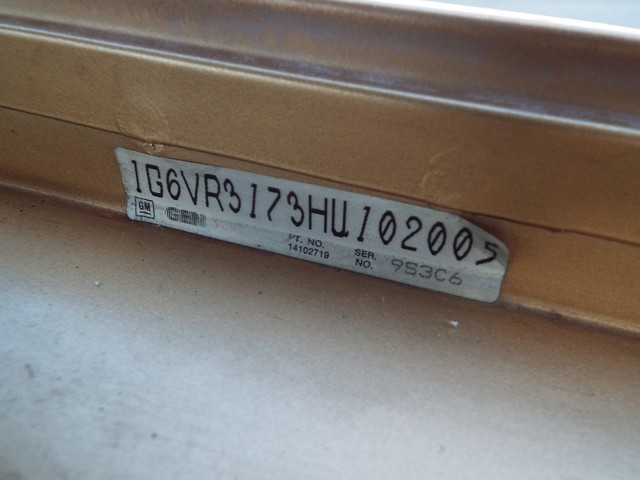 1G6VR3173HU102005
GM
PT. NO. SER.
14102719 NO. 9S3C6